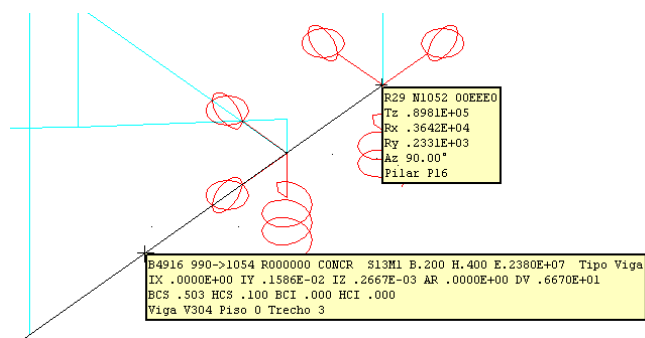 R29 N1052 00EEE0
Tz .8981E+05
Rx .3642E+04
Ry .2331E+03
Az 90.00°
Pilar P16
B4916 990->1054 R000000 CONCR S13M1 B.200 H.400 E.2380E+07 Tipo Viga
IX .0000E+00 IY .1586E-02 IZ .2667E-03 AR .0000E+00 DV .6670E+01
BCS .503 HCS .100 BCI .000 HCI .000
Viga V304 Piso 0 Trecho 3